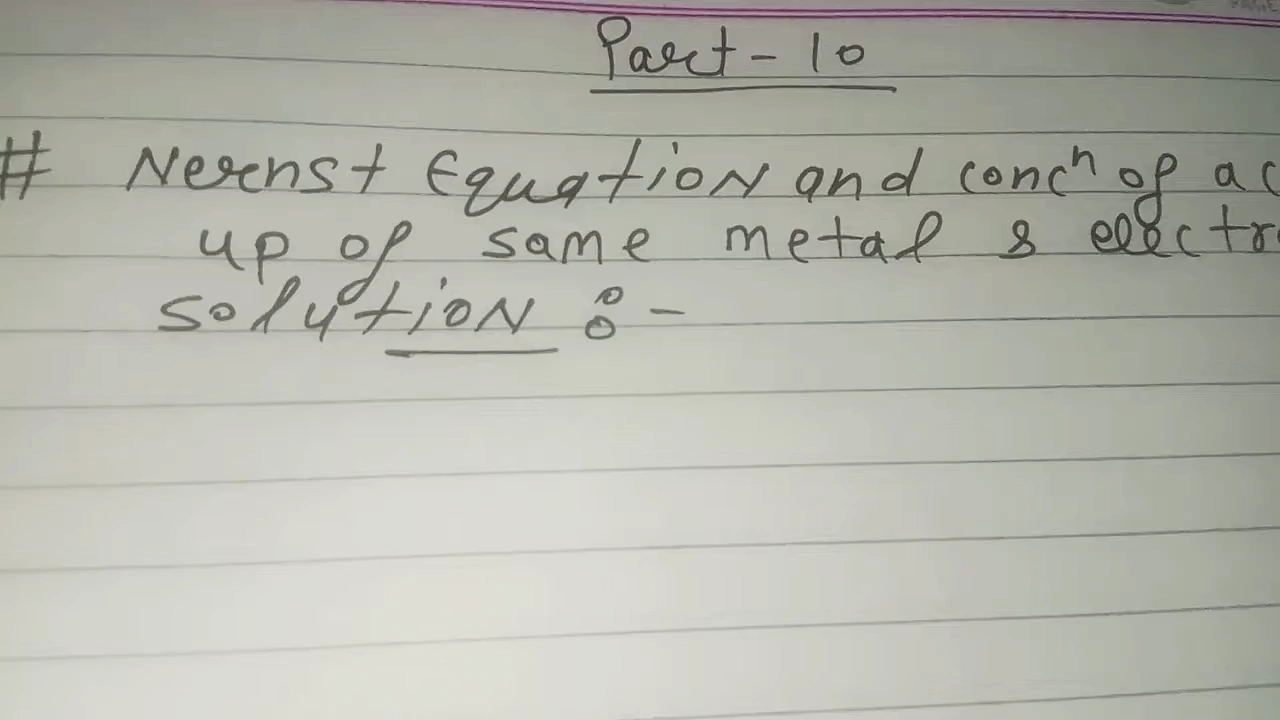 Part - 10
# Nernst Equation and concⁿ of a c
up of same metal & electr
solution :-